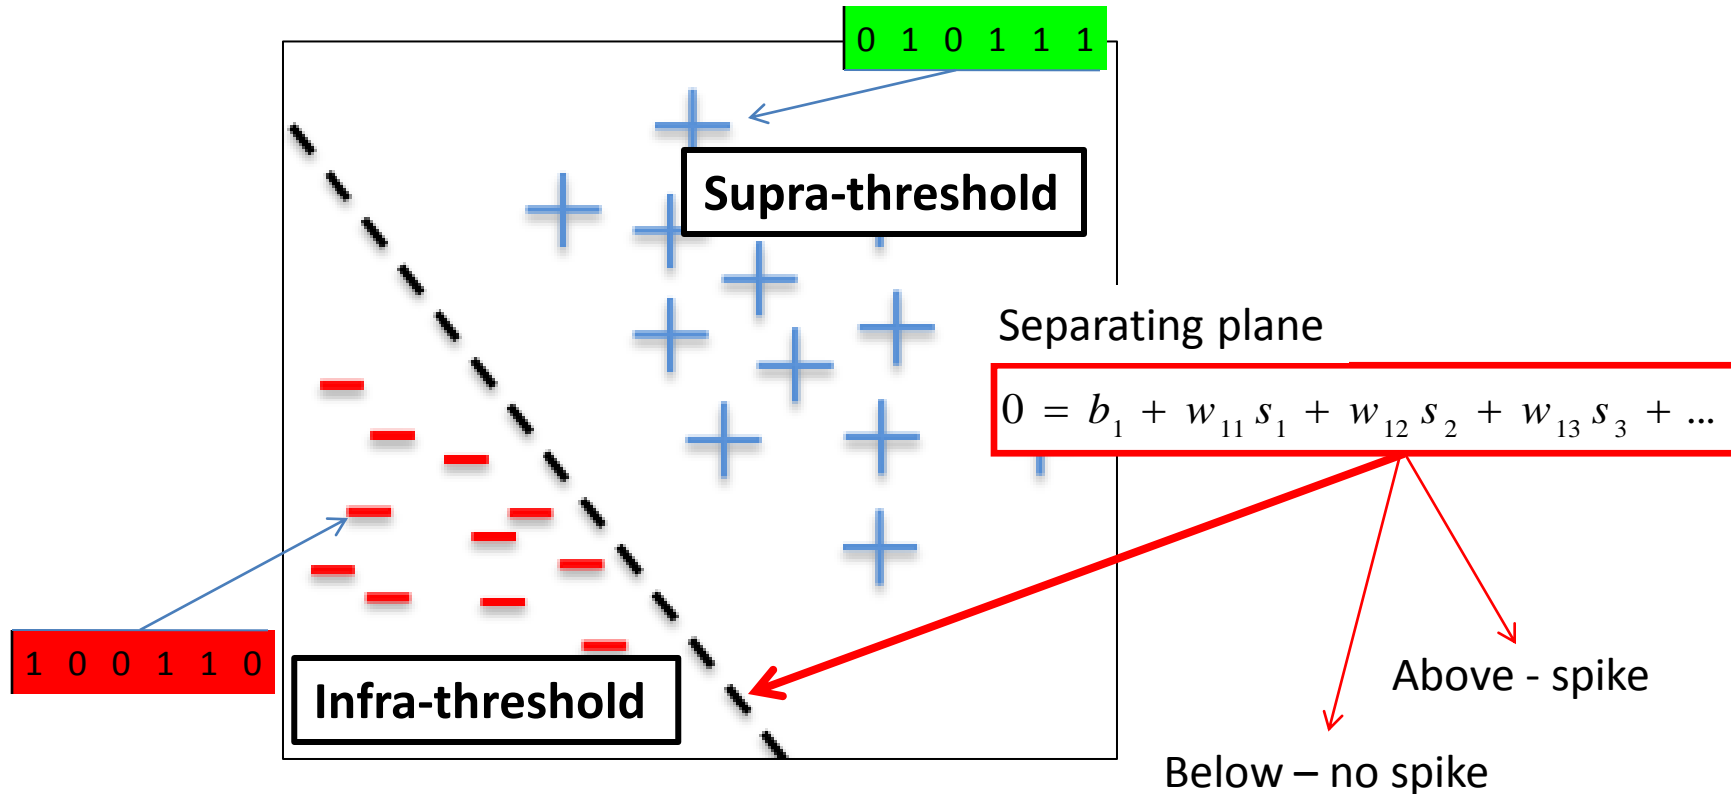 0 1 0 1 1 1
Supra-threshold
Separating plane
0 = b₁ + w₁₁ s₁ + w₁₂ s₂ + w₁₃ s₃ + ...
1 0 0 1 1 0
Infra-threshold
Above - spike
Below – no spike